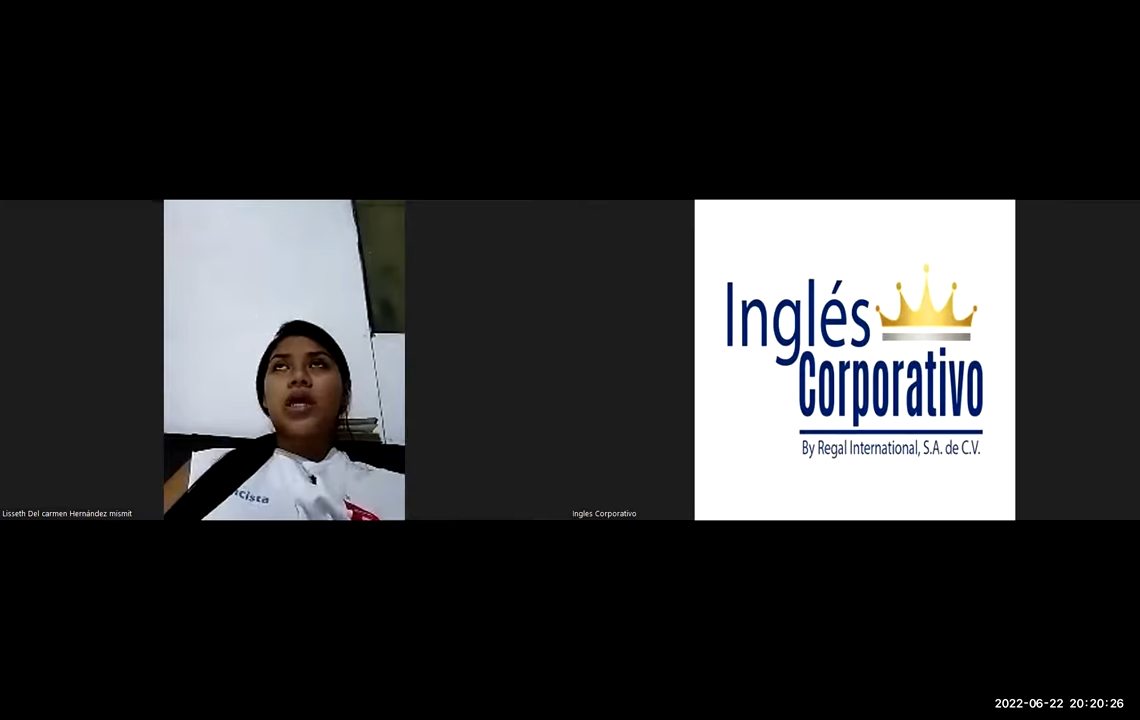 Inglés
Corporativo
By Regal International, S.A. de C.V.
Lisseth Del carmen Hernández mismit
Ingles Corporativo
2022-06-22 20:20:26